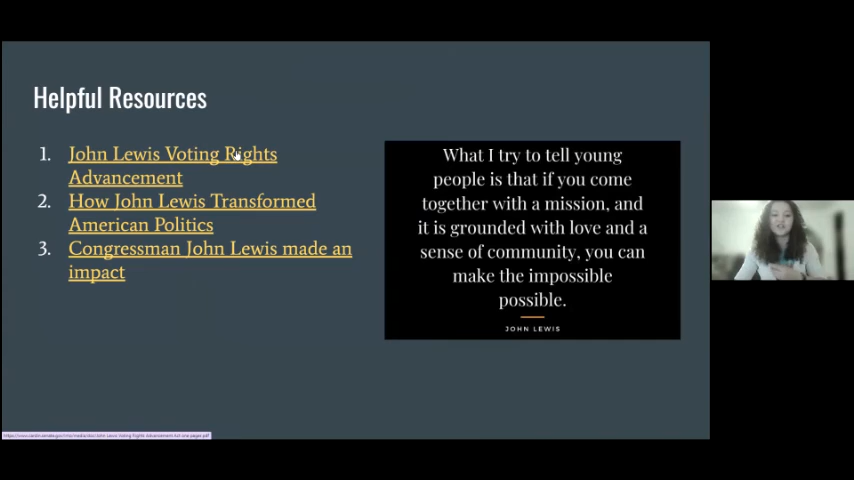 Helpful Resources
1. John Lewis Voting Rights
Advancement
2. How John Lewis Transformed
American Politics
3. Congressman John Lewis made an
impact
What I try to tell young
people is that if you come
together with a mission, and
it is grounded with love and a
sense of community, you can
make the impossible
possible.
JOHN LEWIS